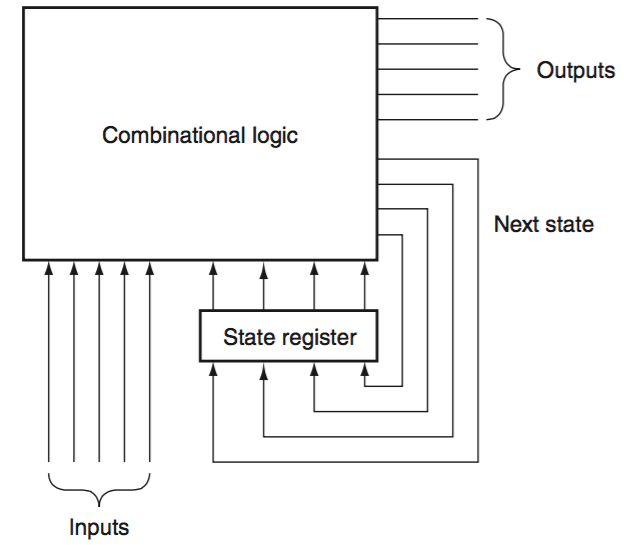 Outputs
Combinational logic
Next state
State register
Inputs